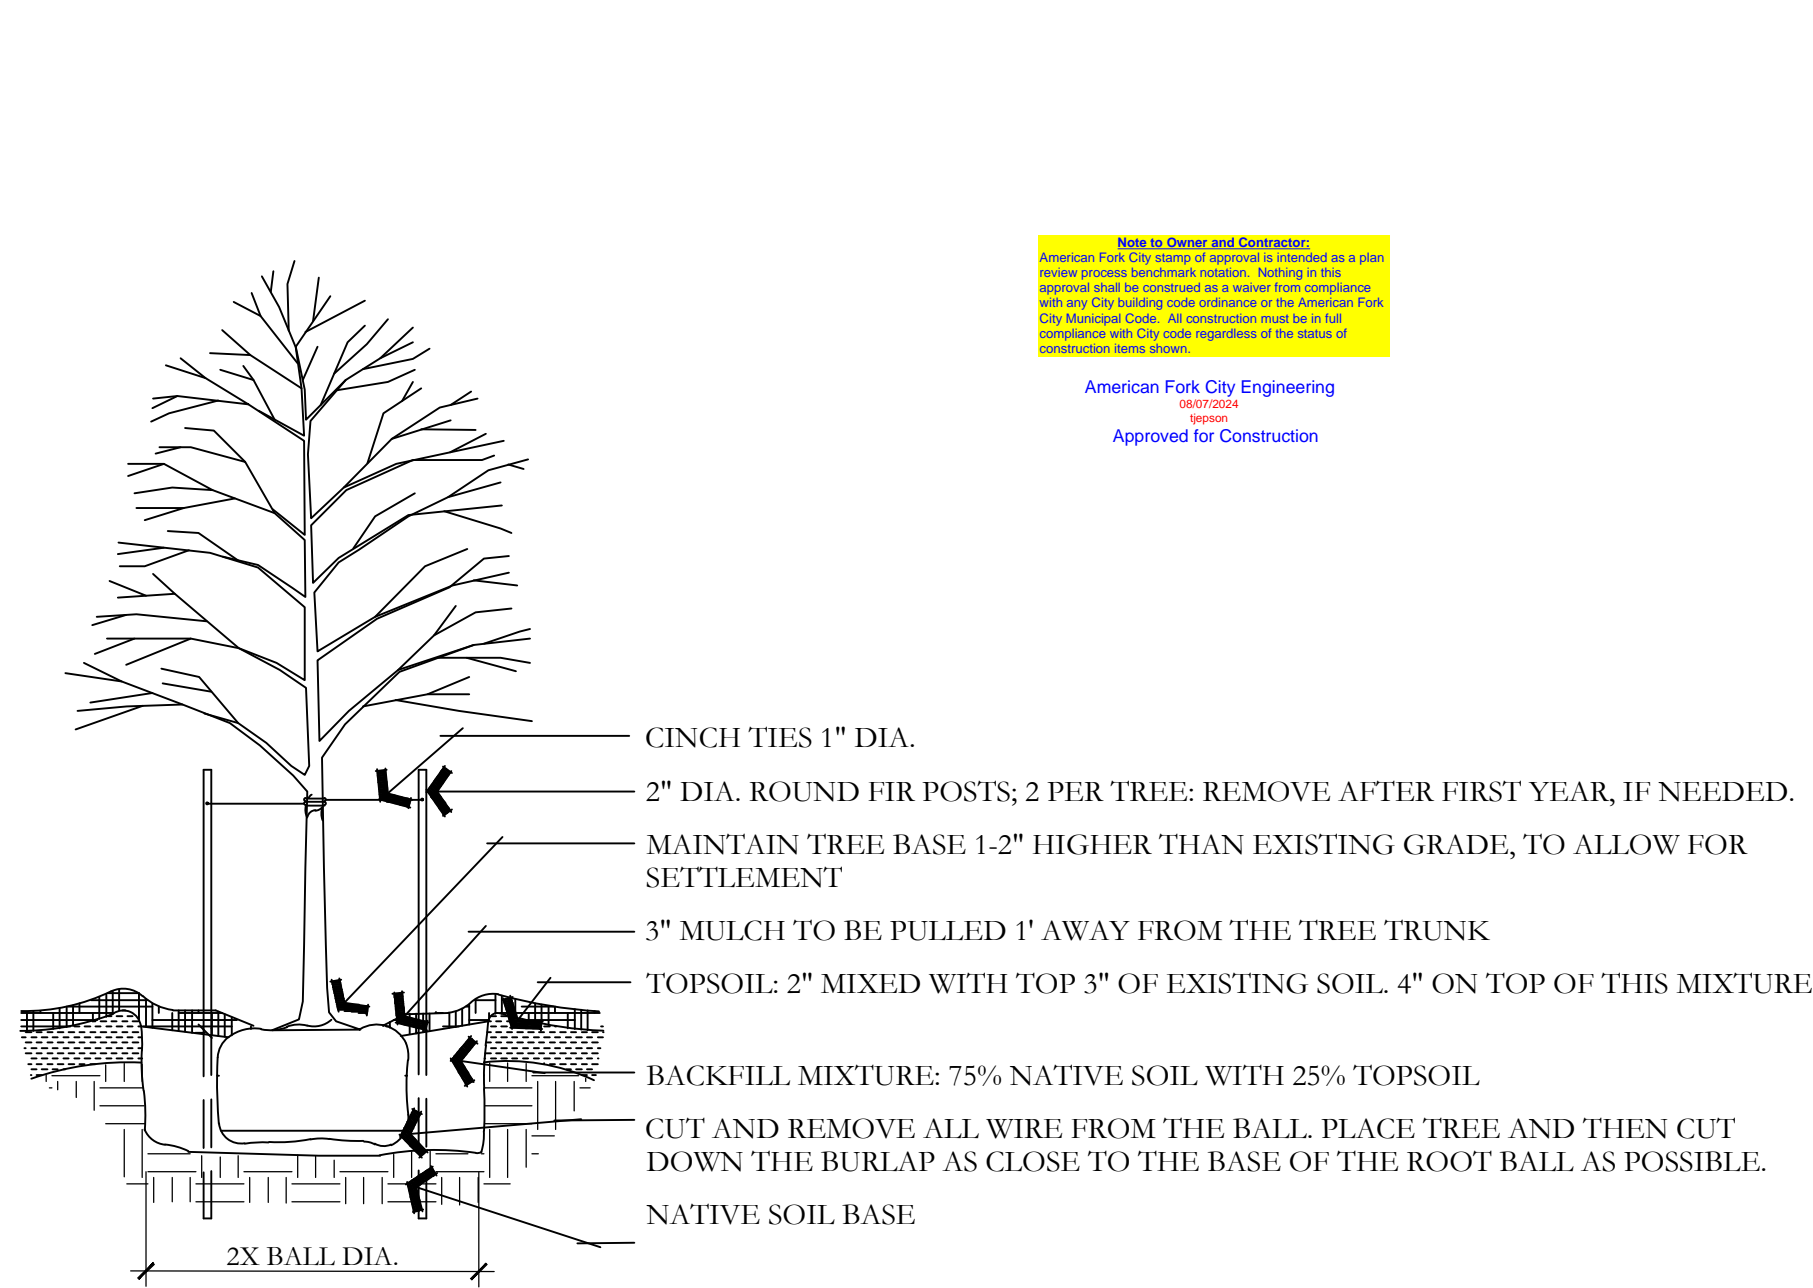 Note to Owner and Contractor:
American Fork City stamp of approval is intended as a plan
review process benchmark notation.  Nothing in this
approval shall be construed as a waiver from compliance
with any City building code ordinance or the American Fork
City Municipal Code.  All construction must be in full
compliance with City code regardless of the status of
construction items shown.
American Fork City Engineering
08/07/2024
tjepson
Approved for Construction
CINCH TIES 1" DIA.
2" DIA. ROUND FIR POSTS; 2 PER TREE: REMOVE AFTER FIRST YEAR, IF NEEDED.
MAINTAIN TREE BASE 1-2" HIGHER THAN EXISTING GRADE, TO ALLOW FOR
SETTLEMENT
3" MULCH TO BE PULLED 1' AWAY FROM THE TREE TRUNK
TOPSOIL: 2" MIXED WITH TOP 3" OF EXISTING SOIL. 4" ON TOP OF THIS MIXTURE
BACKFILL MIXTURE: 75% NATIVE SOIL WITH 25% TOPSOIL
CUT AND REMOVE ALL WIRE FROM THE BALL. PLACE TREE AND THEN CUT
DOWN THE BURLAP AS CLOSE TO THE BASE OF THE ROOT BALL AS POSSIBLE.
NATIVE SOIL BASE
2X BALL DIA.